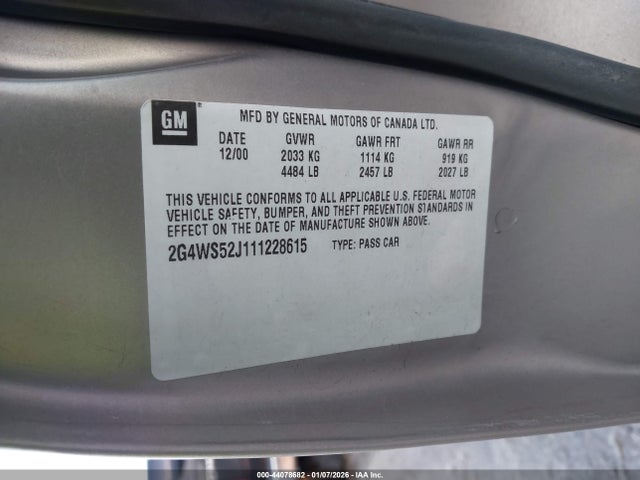 GM
MFD BY GENERAL MOTORS OF CANADA LTD.
DATE GVWR GAWR FRT GAWR RR
12/00 2033 KG 1114 KG 919 KG
4484 LB 2457 LB 2027 LB
THIS VEHICLE CONFORMS TO ALL APPLICABLE U.S. FEDERAL MOTOR
VEHICLE SAFETY, BUMPER, AND THEFT PREVENTION STANDARDS IN
EFFECT ON THE DATE OF MANUFACTURE SHOWN ABOVE.
2G4WS52J111228615 TYPE: PASS CAR
000-44078682 - 01/07/2026 - IAA Inc.